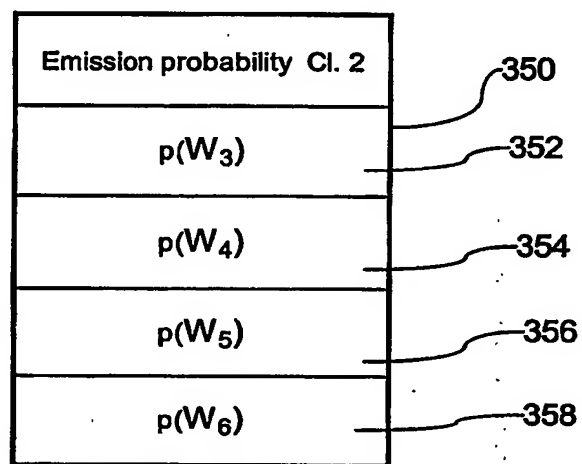 Emission probability Cl. 2
350
p(W₃)
352
p(W₄)
354
p(W₅)
356
p(W₆)
358